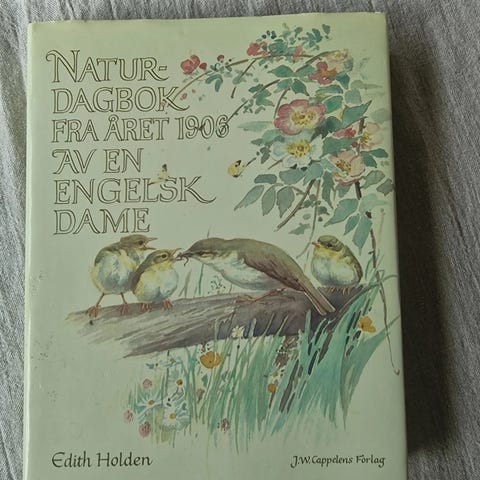 NATUR-
DAGBOK
FRA ÅRET 1906
AV EN
ENGELSK
DAME
Edith Holden
J.W. Cappelens Forlag